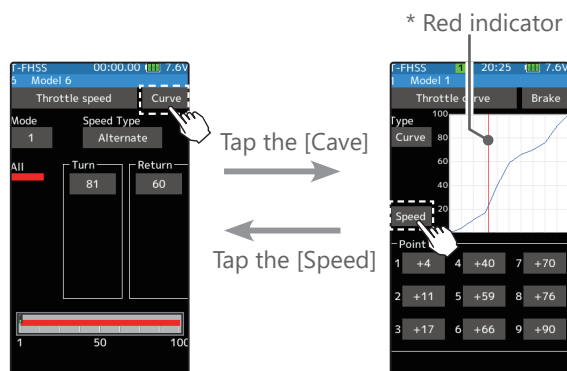 * Red indicator
T-FHSS 00:00.00 7.6V
6 Model 6
Throttle speed Curve
Mode Speed Type
1 Alternate
All
Turn Return
81 60
1 50 100
Tap the [Cave]
Tap the [Speed]
T-FHSS 1 20:25 7.6V
1 Model 1
Throttle curve Brake
Type
Curve
100
80
60
40
20
Speed
Point
1 +4 4 +40 7 +70
2 +11 5 +59 8 +76
3 +17 6 +66 9 +90